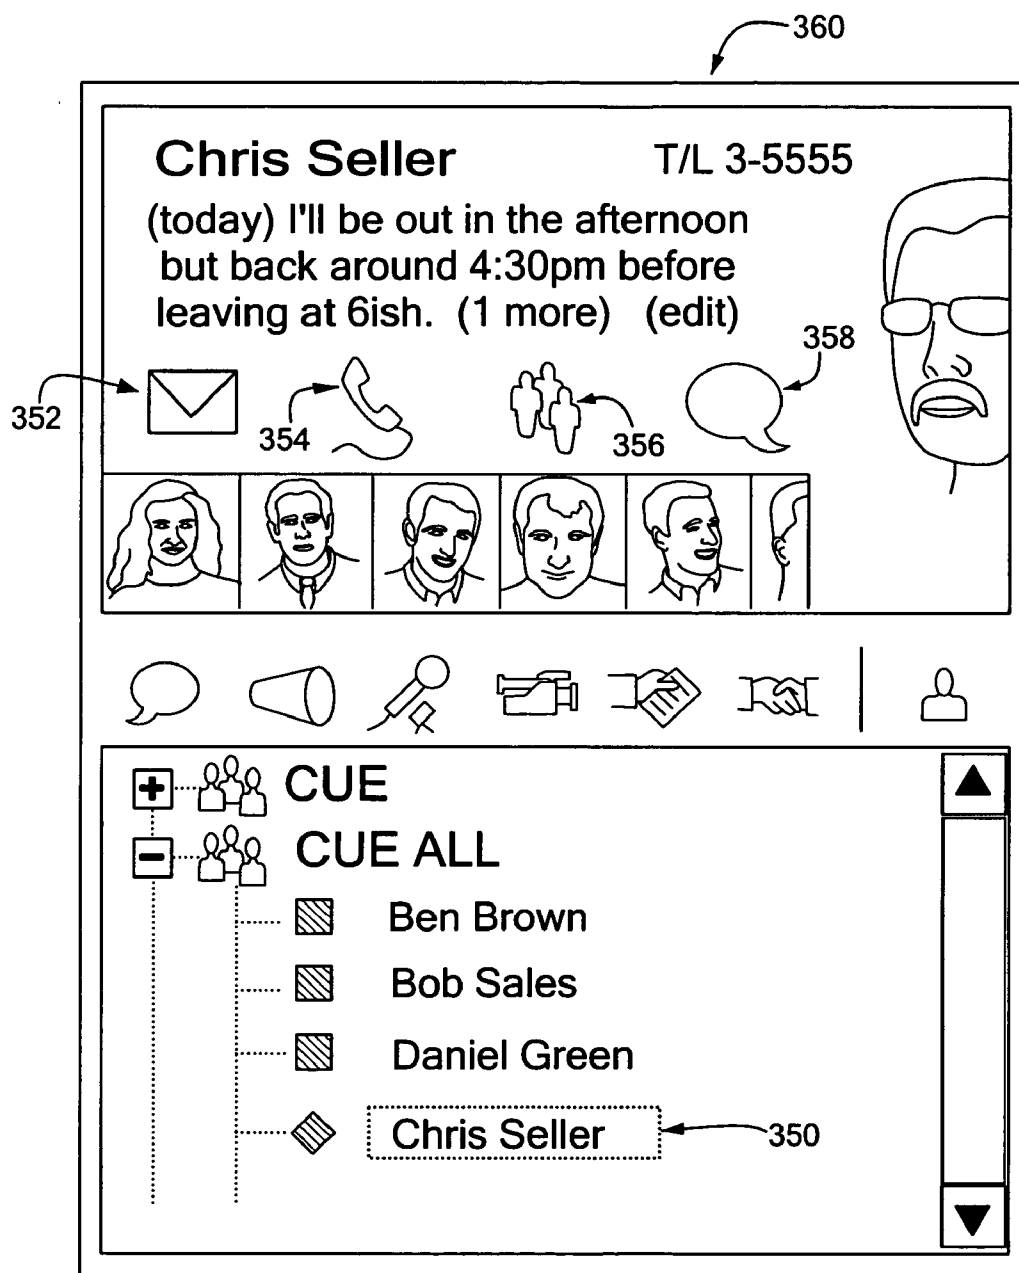 360
Chris Seller T/L 3-5555
(today) I'll be out in the afternoon
but back around 4:30pm before
leaving at 6ish. (1 more) (edit)
358
352
354
356
CUE
CUE ALL
Ben Brown
Bob Sales
Daniel Green
Chris Seller 350